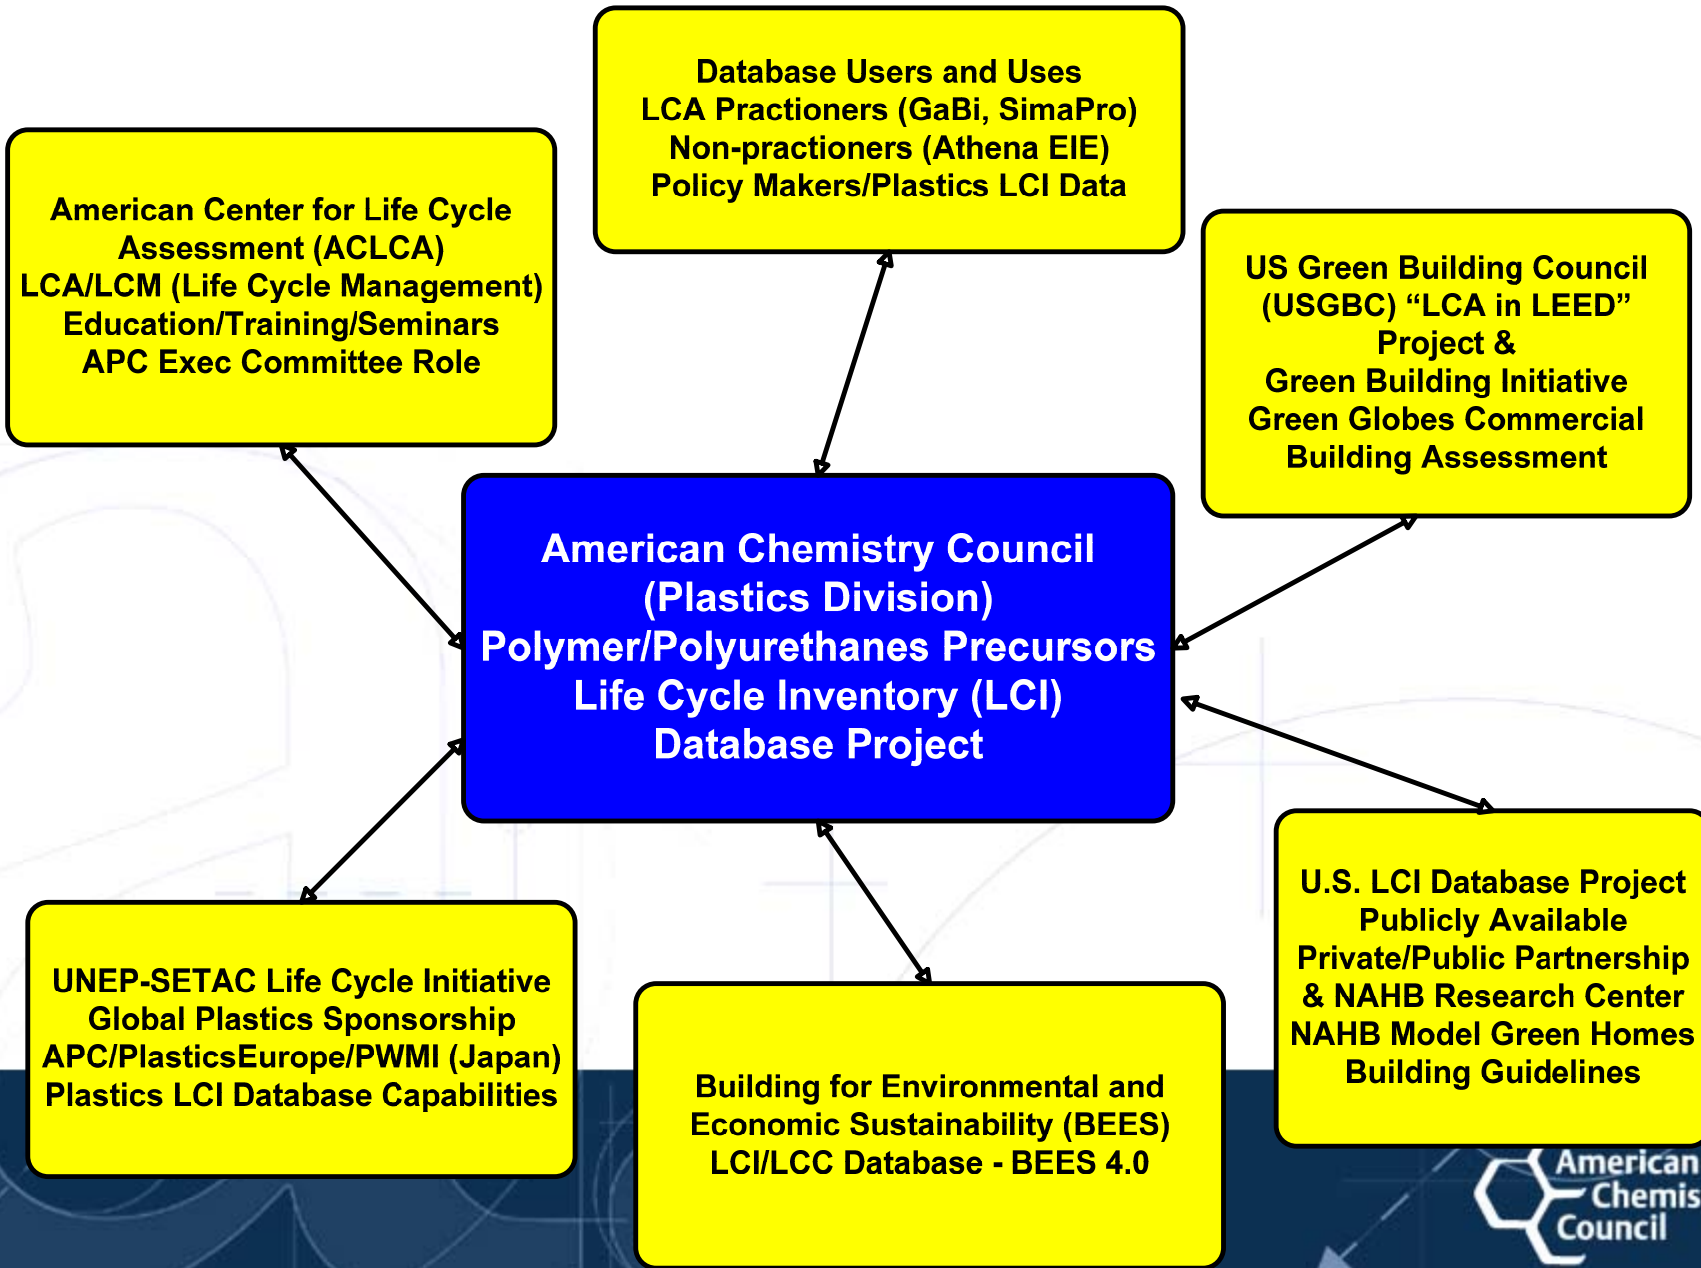 Database Users and Uses
LCA Practioners (GaBi, SimaPro)
Non-practioners (Athena EIE)
Policy Makers/Plastics LCI Data
American Center for Life Cycle
Assessment (ACLCA)
LCA/LCM (Life Cycle Management)
Education/Training/Seminars
APC Exec Committee Role
US Green Building Council
(USGBC) “LCA in LEED”
Project &
Green Building Initiative
Green Globes Commercial
Building Assessment
American Chemistry Council
(Plastics Division)
Polymer/Polyurethanes Precursors
Life Cycle Inventory (LCI)
Database Project
UNEP-SETAC Life Cycle Initiative
Global Plastics Sponsorship
APC/PlasticsEurope/PWMI (Japan)
Plastics LCI Database Capabilities
Building for Environmental and
Economic Sustainability (BEES)
LCI/LCC Database - BEES 4.0
U.S. LCI Database Project
Publicly Available
Private/Public Partnership
& NAHB Research Center
NAHB Model Green Homes
Building Guidelines
American
Chemis
Council